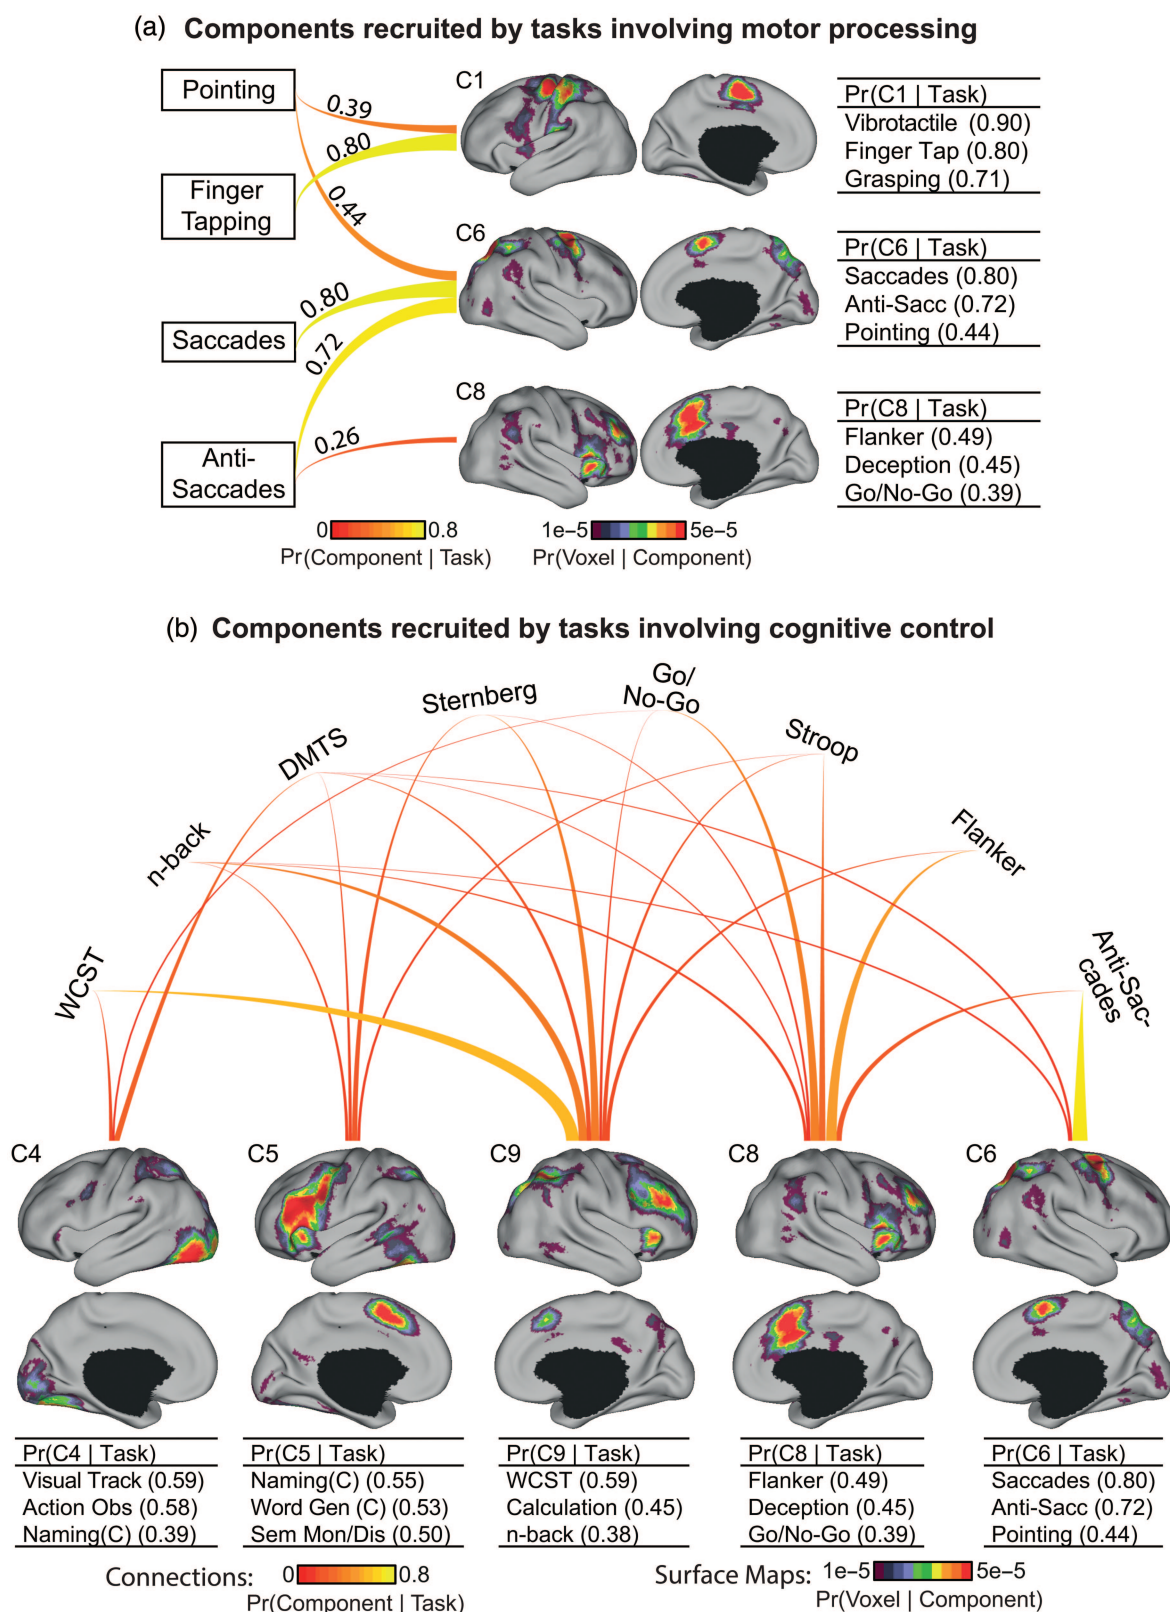 (a) Components recruited by tasks involving motor processing
Pointing
Finger
Tapping
Saccades
Anti-
Saccades
0.39
0.80
0.44
0.80
0.72
0.26
C1
Pr(C1 | Task)
Vibrotactile (0.90)
Finger Tap (0.80)
Grasping (0.71)
C6
Pr(C6 | Task)
Saccades (0.80)
Anti-Sacc (0.72)
Pointing (0.44)
C8
Pr(C8 | Task)
Flanker (0.49)
Deception (0.45)
Go/No-Go (0.39)
0 0.8
Pr(Component | Task)
1e-5 5e-5
Pr(Voxel | Component)
(b) Components recruited by tasks involving cognitive control
WCST
n-back
DMTS
Sternberg
Go/
No-Go
Stroop
Flanker
Anti-Sac-
cades
C4
C5
C9
C8
C6
Pr(C4 | Task)
Visual Track (0.59)
Action Obs (0.58)
Naming(C) (0.39)
Pr(C5 | Task)
Naming(C) (0.55)
Word Gen (C) (0.53)
Sem Mon/Dis (0.50)
Pr(C9 | Task)
WCST (0.59)
Calculation (0.45)
n-back (0.38)
Pr(C8 | Task)
Flanker (0.49)
Deception (0.45)
Go/No-Go (0.39)
Pr(C6 | Task)
Saccades (0.80)
Anti-Sacc (0.72)
Pointing (0.44)
Connections: 0 0.8
Pr(Component | Task)
Surface Maps: 1e-5 5e-5
Pr(Voxel | Component)